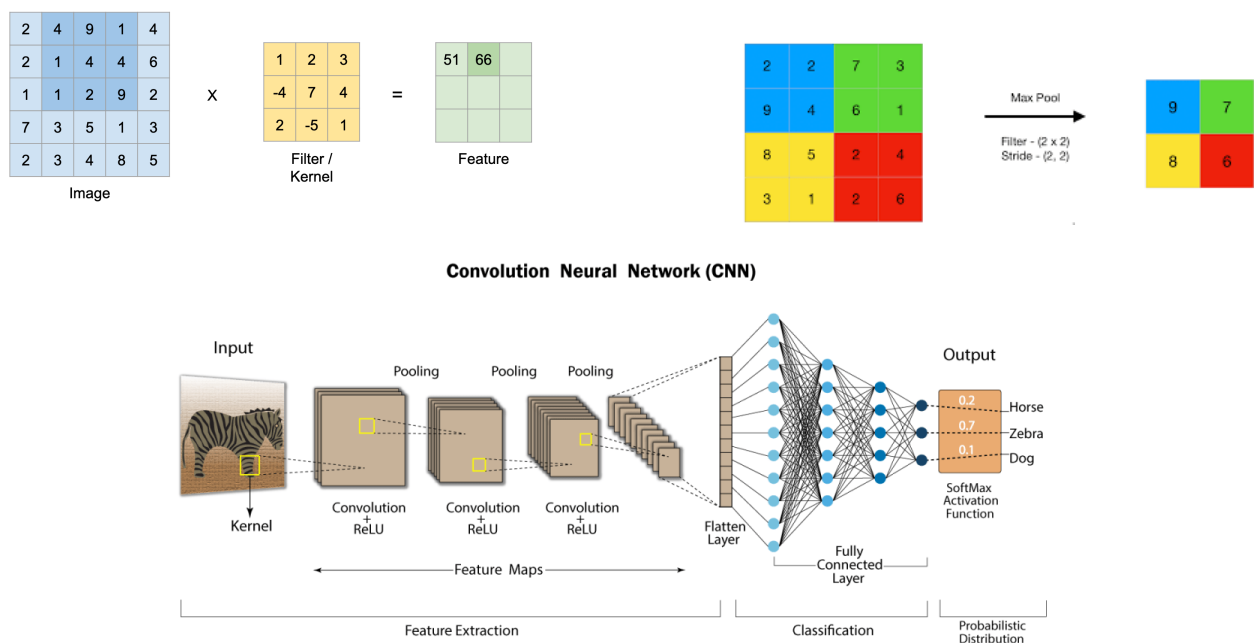 2 4 9 1 4
2 1 4 4 6
1 1 2 9 2
7 3 5 1 3
2 3 4 8 5
Image
X
1 2 3
-4 7 4
2 -5 1
Filter /
Kernel
=
51 66
Feature
2 2 7 3
9 4 6 1
8 5 2 4
3 1 2 6
Max Pool
Filter - (2 x 2)
Stride - (2, 2)
9 7
8 6
Convolution Neural Network (CNN)
Input
Kernel
Pooling
Pooling
Pooling
Convolution
+
ReLU
Convolution
+
ReLU
Convolution
+
ReLU
Feature Maps
Flatten
Layer
Fully
Connected
Layer
Output
0.2
Horse
0.7
Zebra
0.1
Dog
SoftMax
Activation
Function
Feature Extraction
Classification
Probabilistic
Distribution